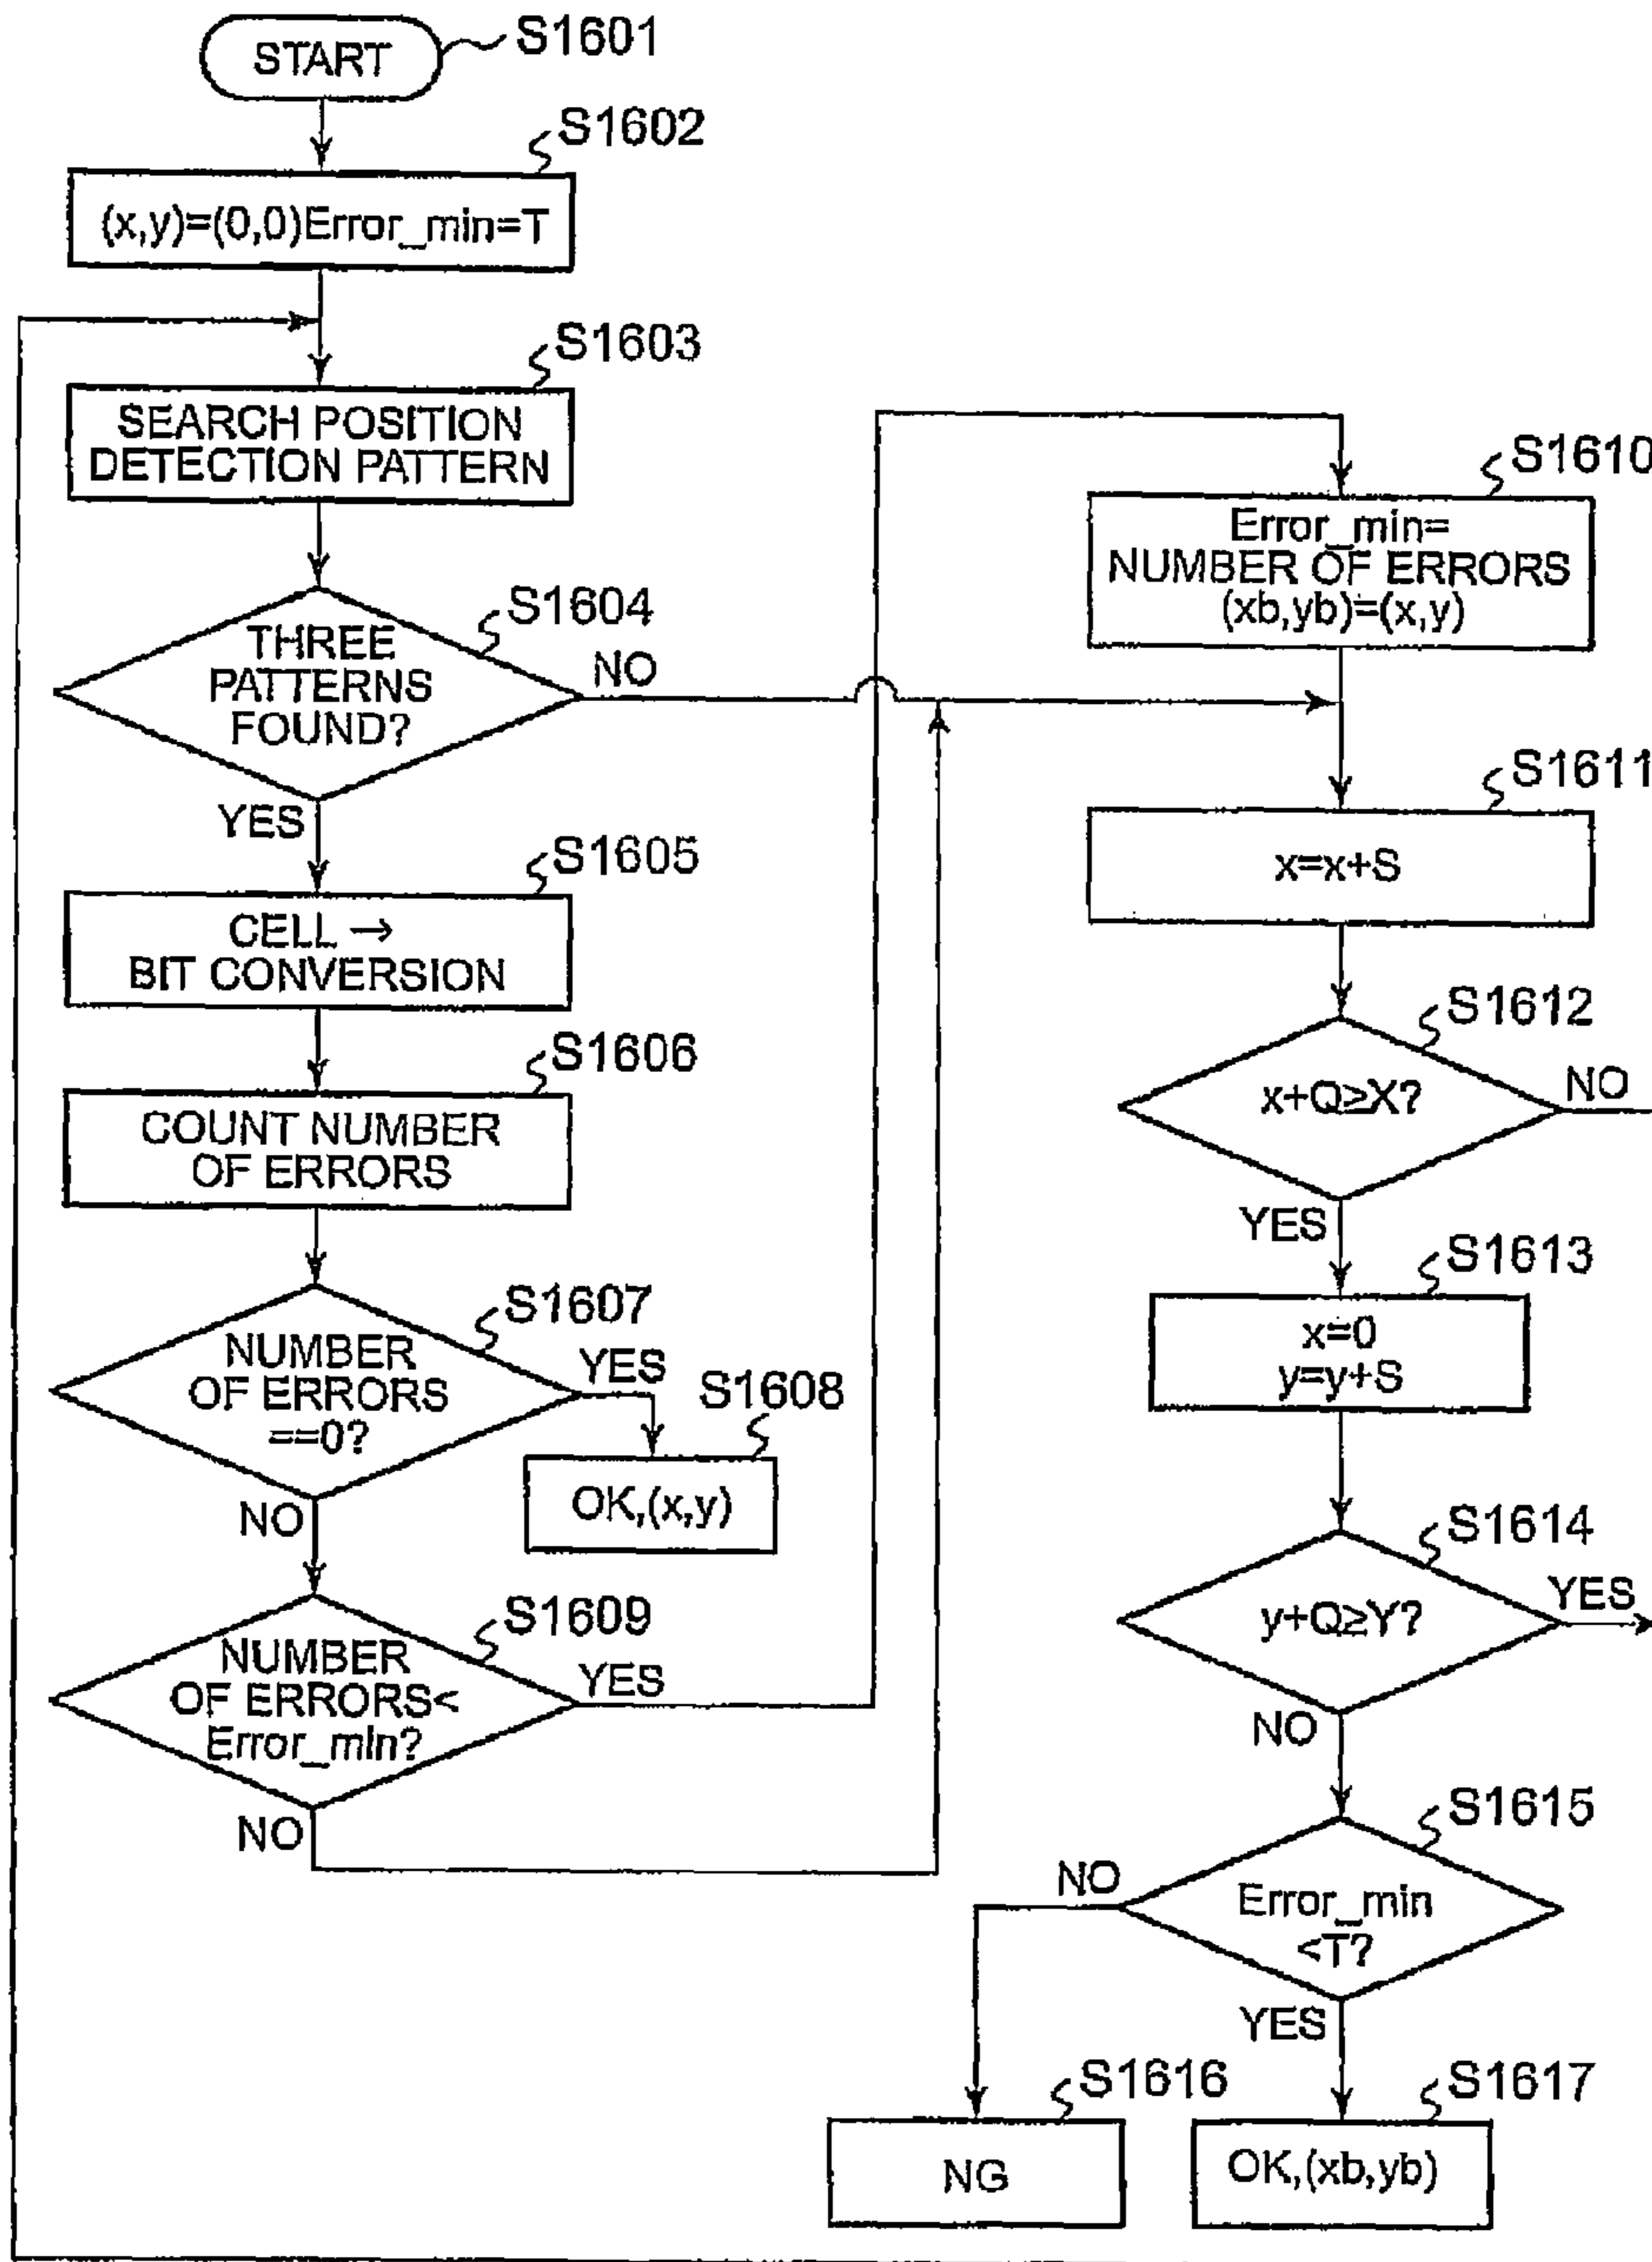 START
S1601
S1602
(x,y)=(0,0)Error_min=T
S1603
SEARCH POSITION
DETECTION PATTERN
S1604
THREE
PATTERNS
FOUND?
NO
YES
S1605
CELL →
BIT CONVERSION
S1606
COUNT NUMBER
OF ERRORS
S1607
NUMBER
OF ERRORS
==0?
YES
NO
S1608
OK,(x,y)
S1609
NUMBER
OF ERRORS<
Error_min?
YES
NO
S1610
Error_min=
NUMBER OF ERRORS
(xb,yb)=(x,y)
S1611
x=x+S
S1612
x+Q≥X?
NO
YES
S1613
x=0
y=y+S
S1614
y+Q≥Y?
YES
NO
S1615
Error_min
<T?
NO
YES
S1616
NG
S1617
OK,(xb,yb)